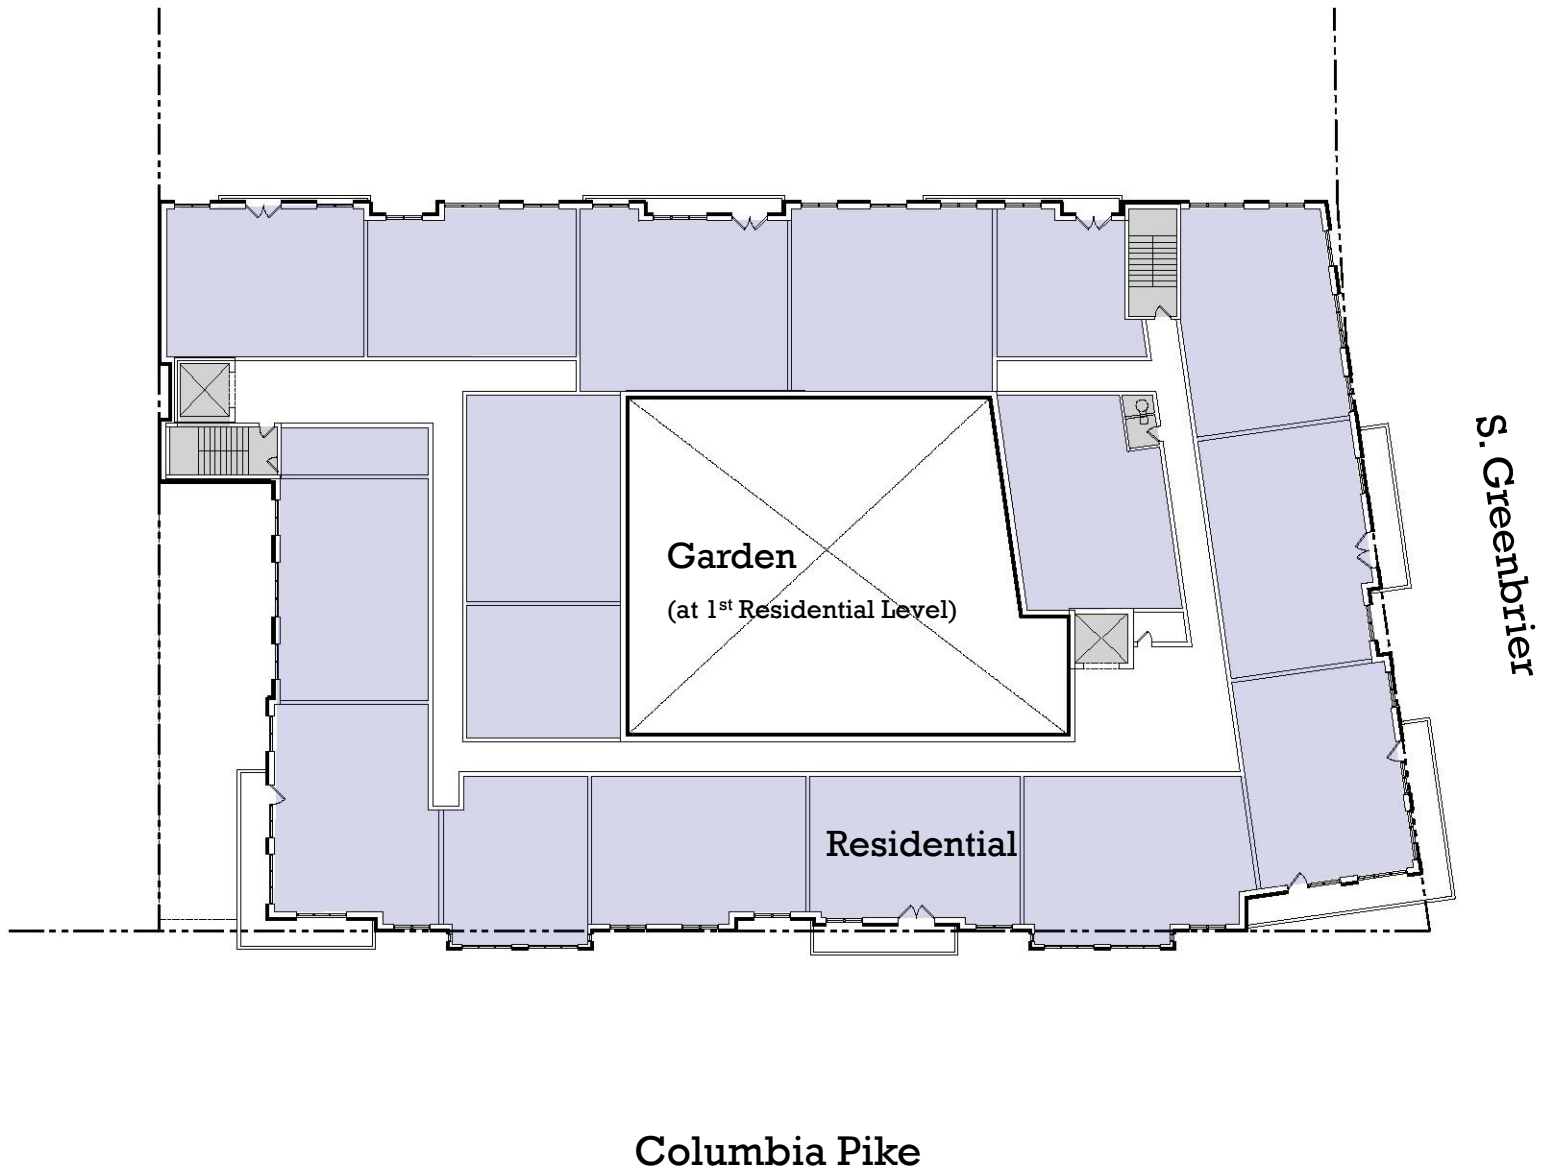 Garden
(at 1st Residential Level)
S. Greenbrier
Residential
Columbia Pike